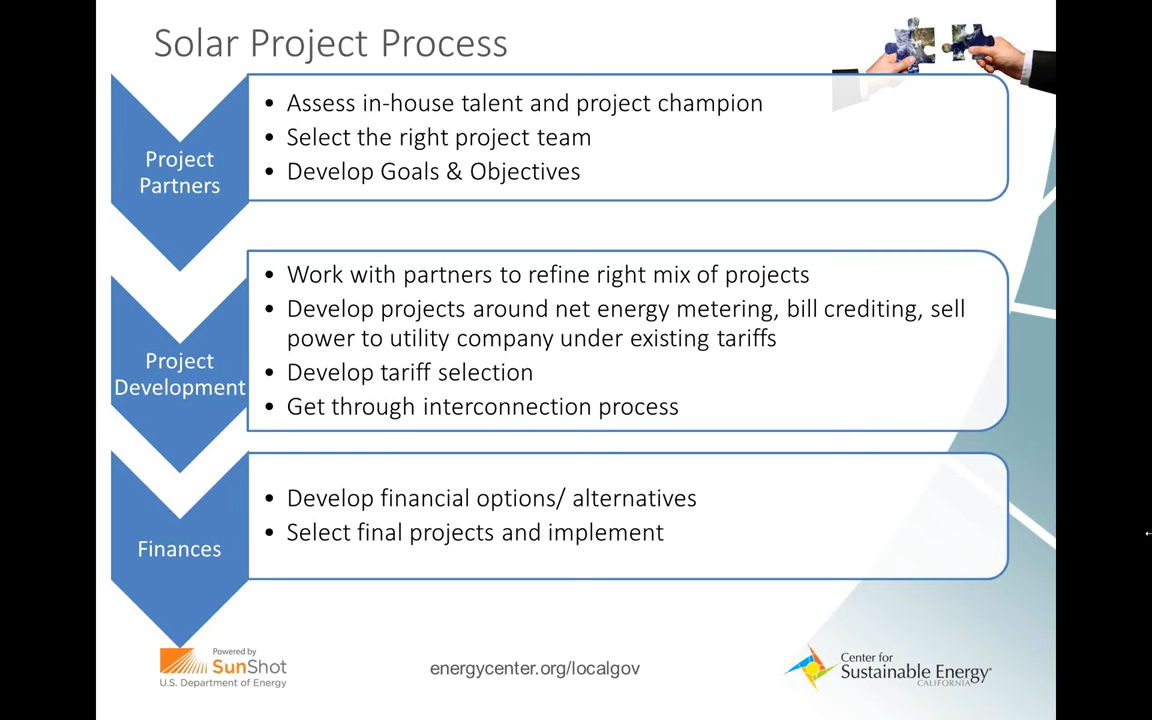 Solar Project Process
Project
Partners
• Assess in-house talent and project champion
• Select the right project team
• Develop Goals & Objectives
Project
Development
• Work with partners to refine right mix of projects
• Develop projects around net energy metering, bill crediting, sell
power to utility company under existing tariffs
• Develop tariff selection
• Get through interconnection process
Finances
• Develop financial options/ alternatives
• Select final projects and implement
Powered by
SunShot
U.S. Department of Energy
energycenter.org/localgov
Center for
Sustainable Energy®
CALIFORNIA